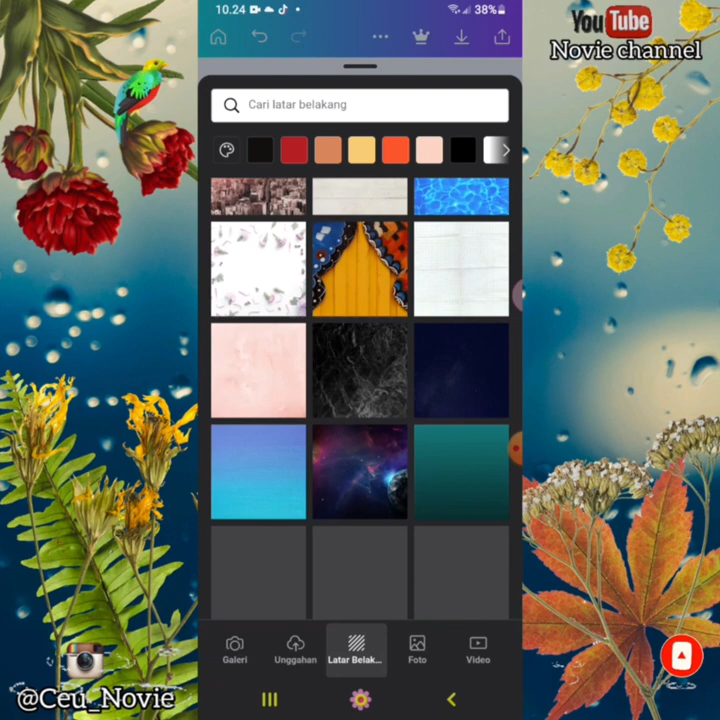 10.24
38%
YouTube
Novie channel
Cari latar belakang
Galeri
Unggahan
Latar Belak...
Foto
Video
@Ceu_Novie